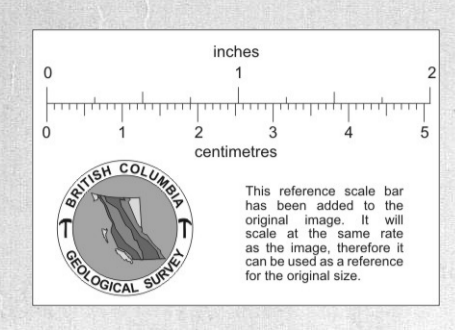 inches
0 1 2
0 1 2 3 4 5
centimetres
BRITISH COLUMBIA
GEOLOGICAL SURVEY
This reference scale bar
has been added to the
original image. It will
scale at the same rate
as the image, therefore it
can be used as a reference
for the original size.